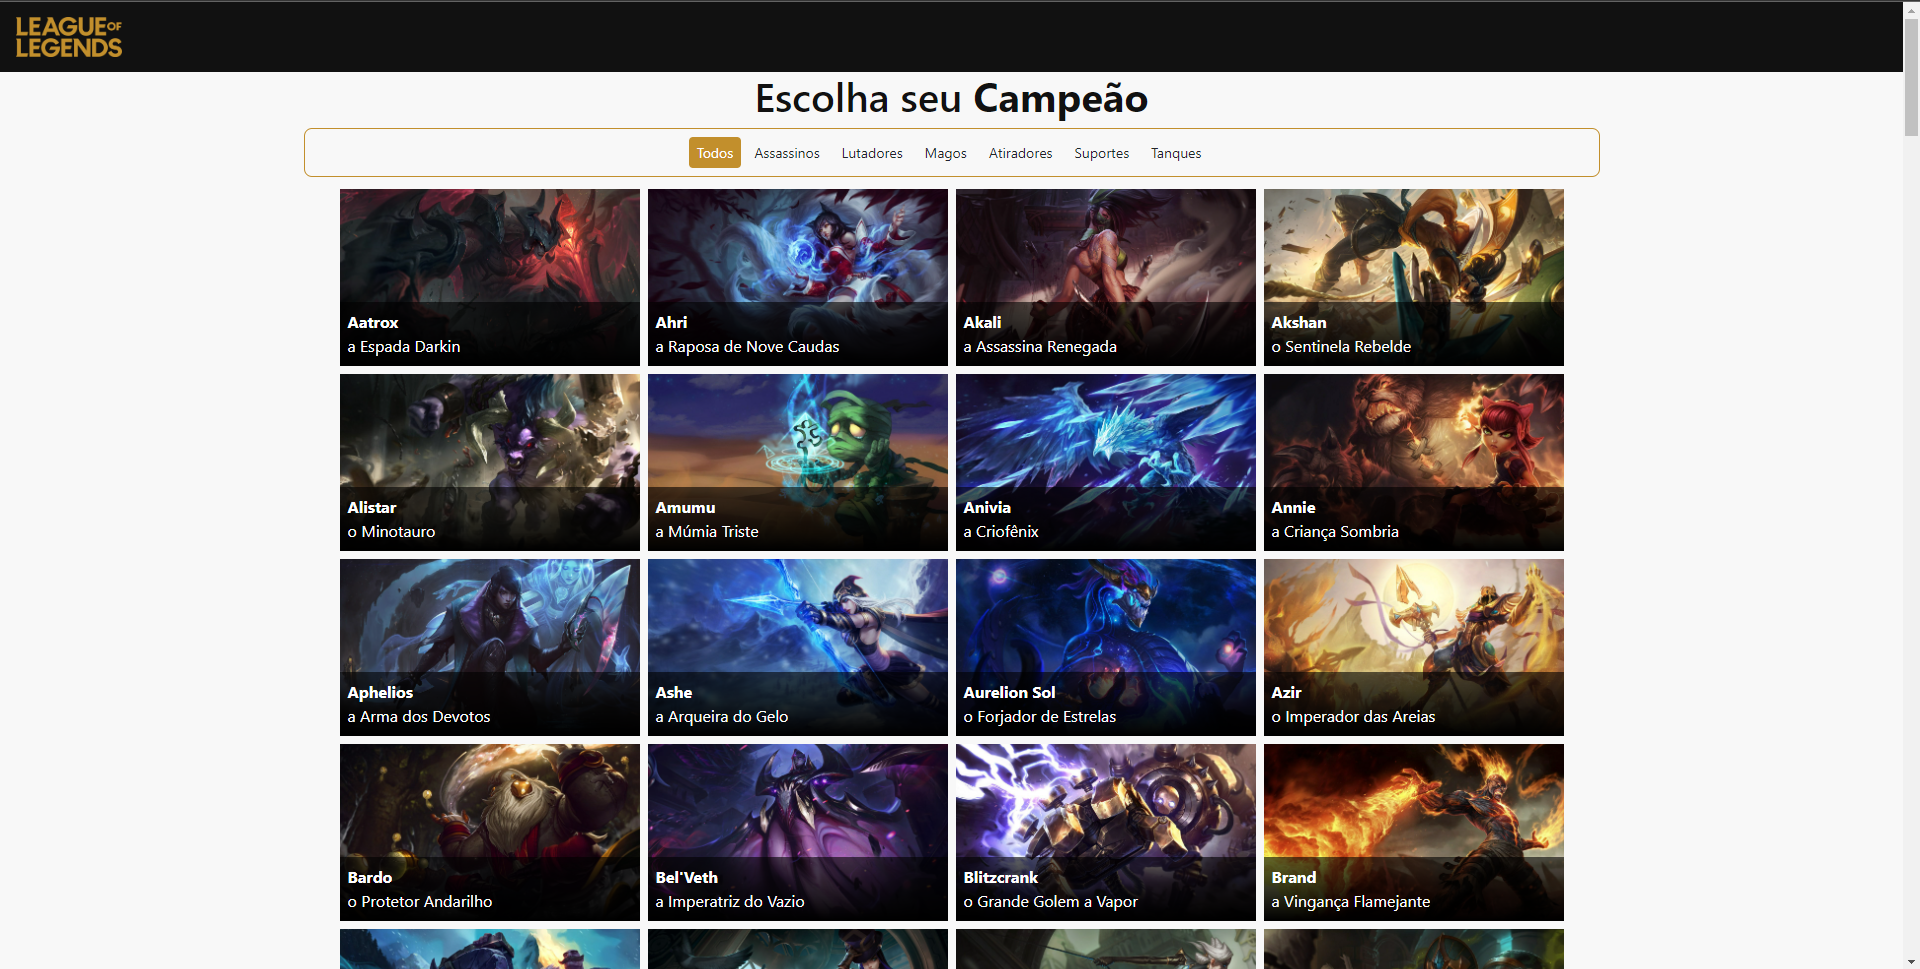 LEAGUE OF
LEGENDS
Escolha seu Campeão
Todos Assassinos Lutadores Magos Atiradores Suportes Tanques
Aatrox
a Espada Darkin
Ahri
a Raposa de Nove Caudas
Akali
a Assassina Renegada
Akshan
o Sentinela Rebelde
Alistar
o Minotauro
Amumu
a Múmia Triste
Anivia
a Criofênix
Annie
a Criança Sombria
Aphelios
a Arma dos Devotos
Ashe
a Arqueira do Gelo
Aurelion Sol
o Forjador de Estrelas
Azir
o Imperador das Areias
Bardo
o Protetor Andarilho
Bel'Veth
a Imperatriz do Vazio
Blitzcrank
o Grande Golem a Vapor
Brand
a Vingança Flamejante